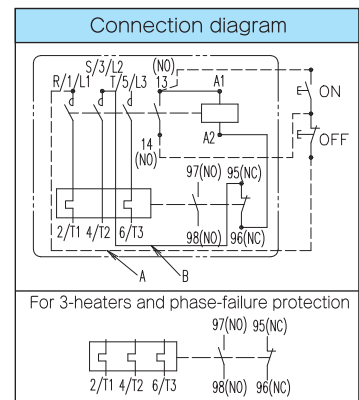 Connection diagram
S/3/L2 (NO)
R/1/L1 T/5/L3 13 A1
ON
A2
OFF
14
(NO)
97(NO) 95(NC)
2/T1 4/T2 6/T3
98(NO) 96(NC)
A B
For 3-heaters and phase-failure protection
97(NO) 95(NC)
2/T1 4/T2 6/T3
98(NO) 96(NC)